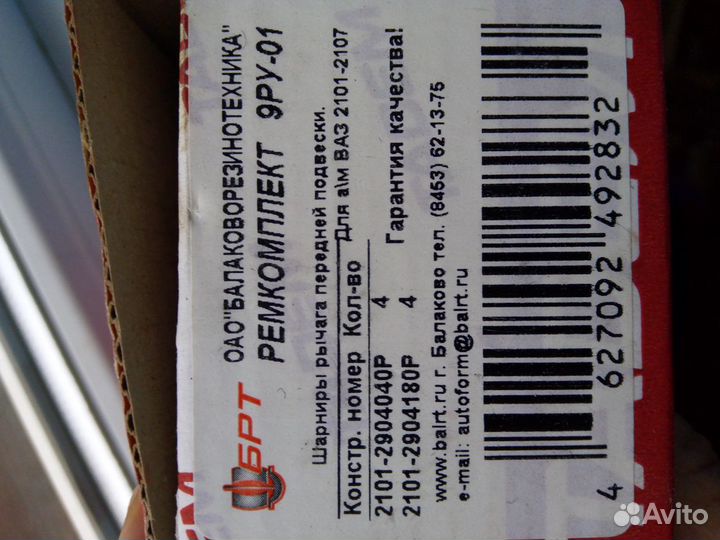 БРТ
ОАО"БАЛАКОВОРЕЗИНОТЕХНИКА"
РЕМКОМПЛЕКТ 9РУ-01
Шарниры рычага передней подвески.
Для а\м ВАЗ 2101-2107
Констр. номер Кол-во
2101-2904040Р 4
2101-2904180Р 4
Гарантия качества!
www.balrt.ru г. Балаково тел. (8453) 62-13-75
e-mail: autoform@balrt.ru
4 627092 492832
Avito